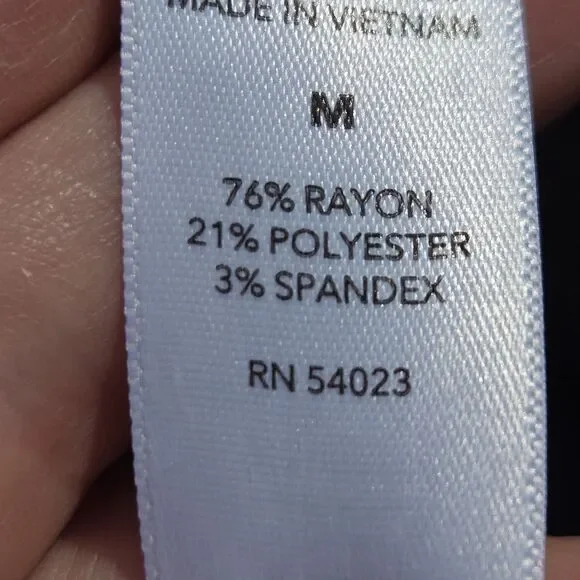 MADE IN VIETNAM
M
76% RAYON
21% POLYESTER
3% SPANDEX
RN 54023